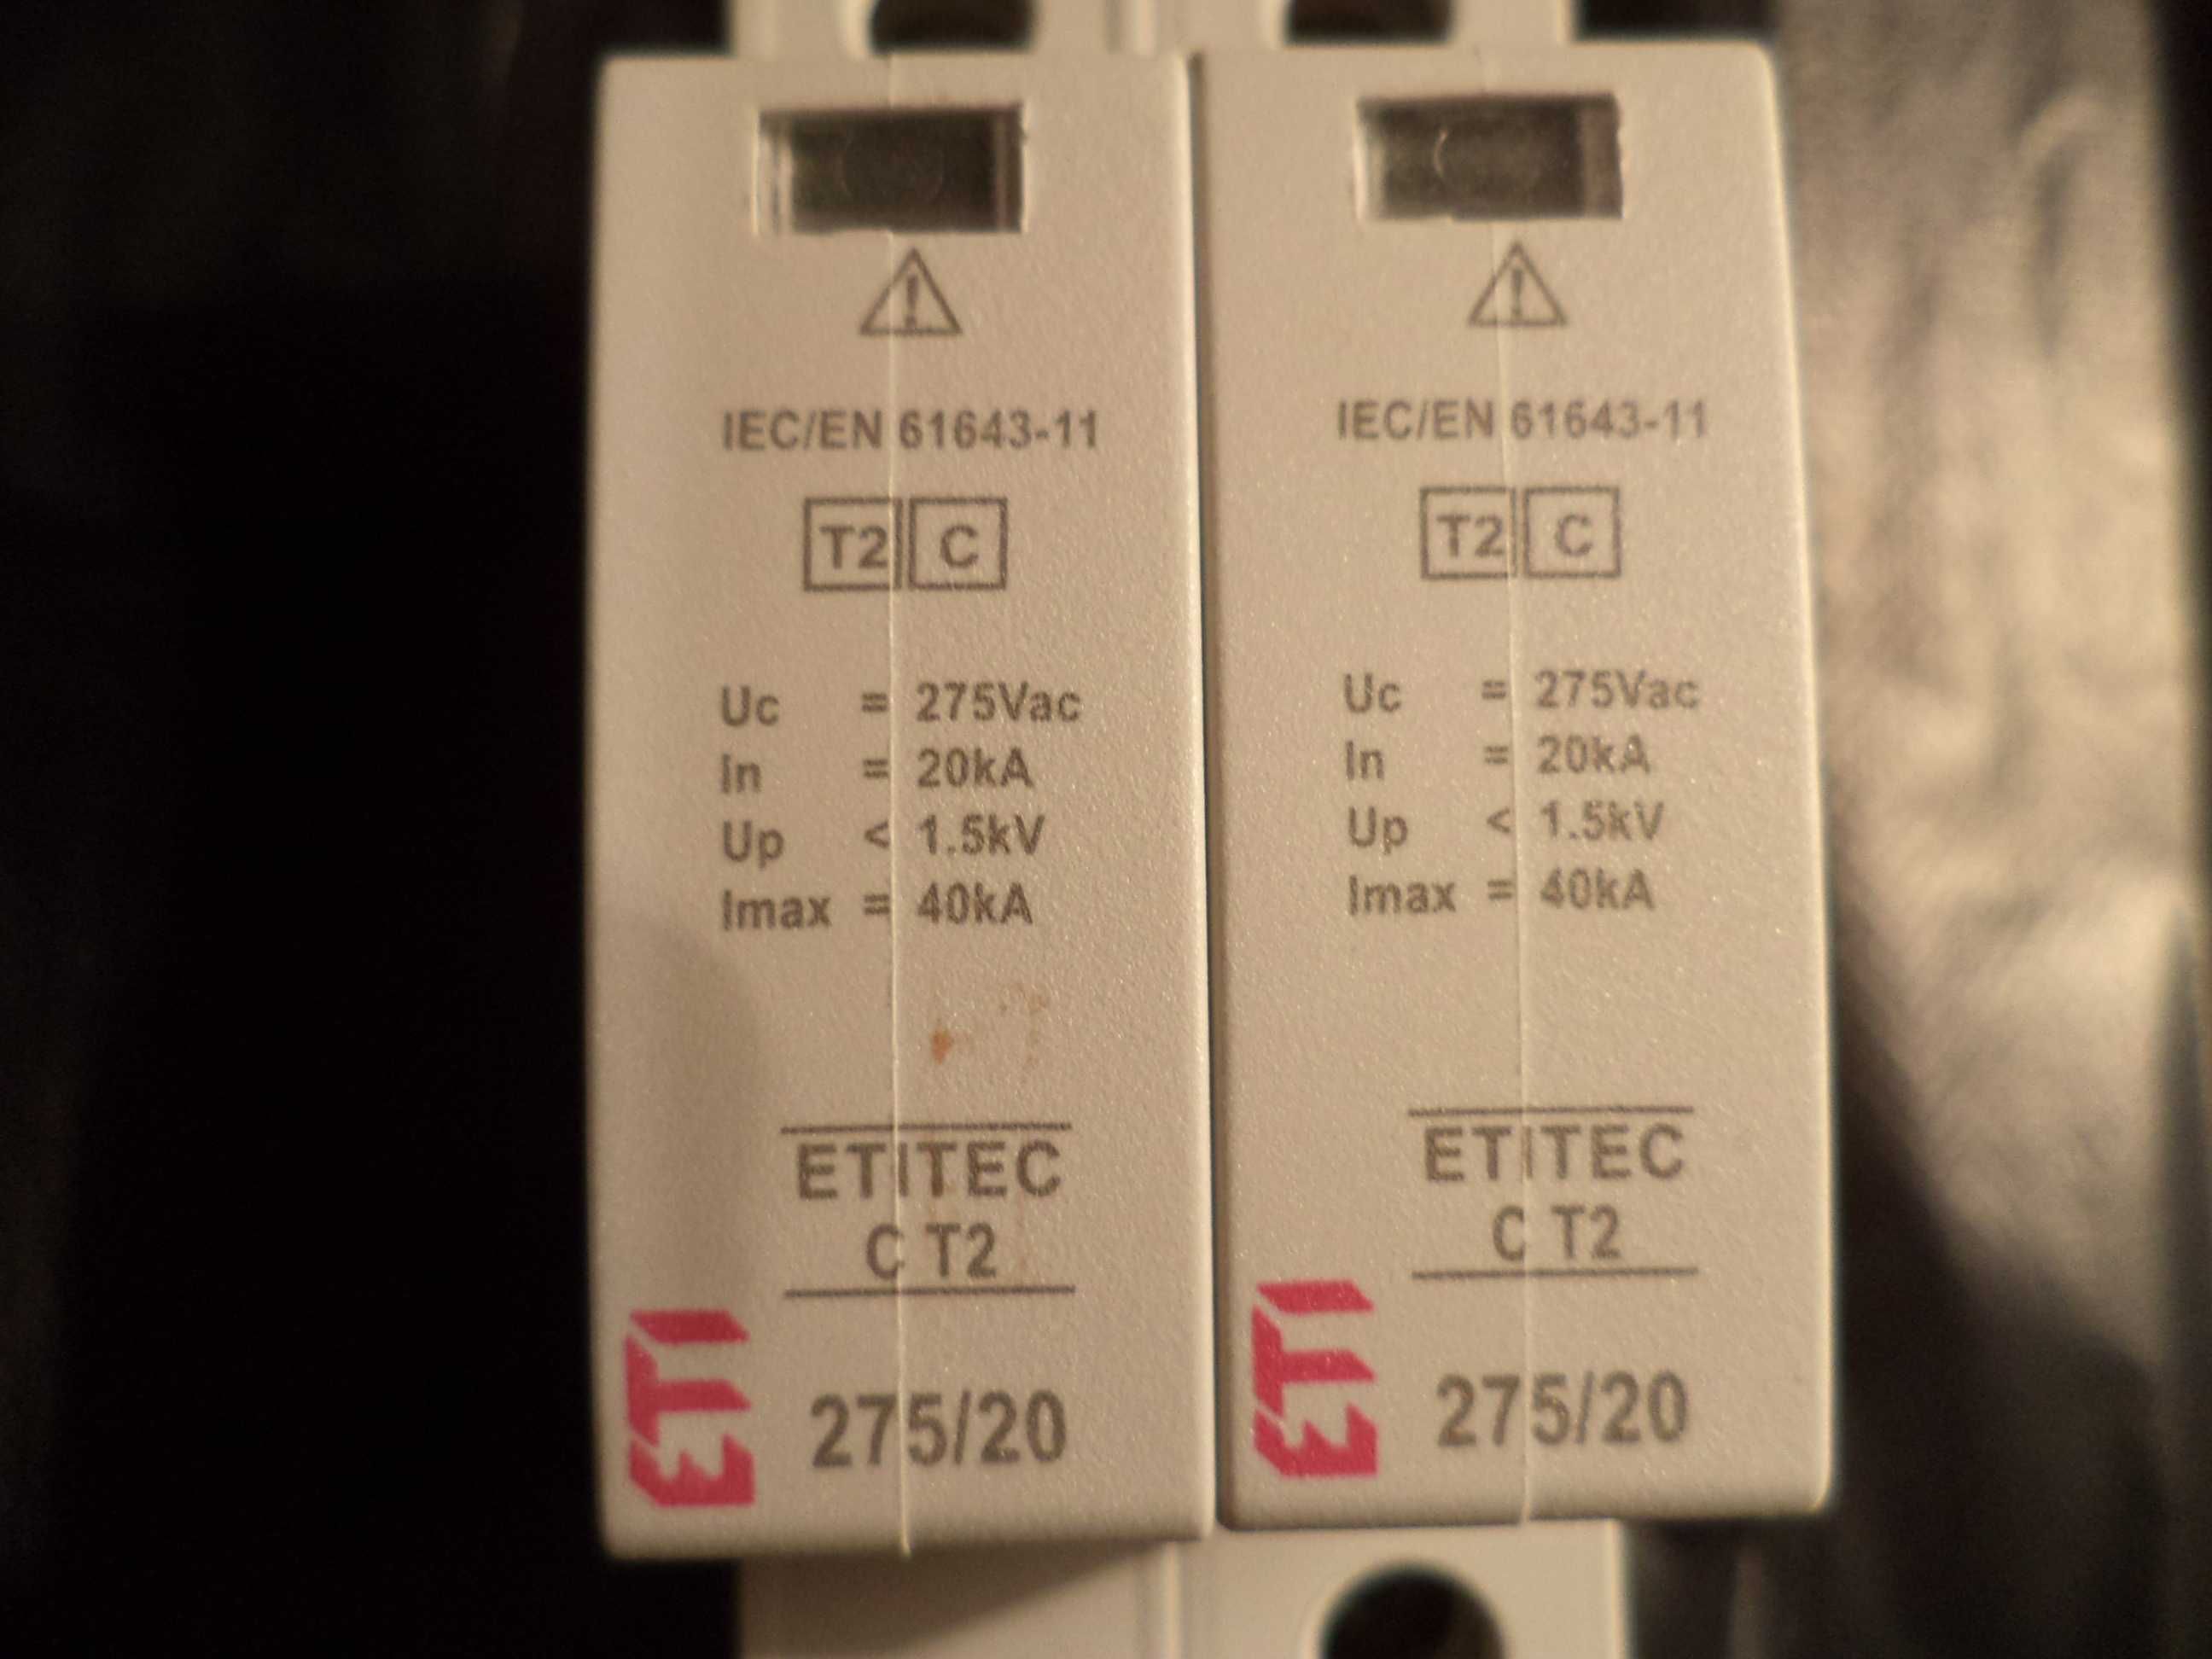 IEC/EN 61643-11
T2 C
Uc = 275Vac
In = 20kA
Up < 1.5kV
Imax = 40kA
ETITEC
C T2
ETI
275/20
IEC/EN 61643-11
T2 C
Uc = 275Vac
In = 20kA
Up < 1.5kV
Imax = 40kA
ETITEC
C T2
ETI
275/20